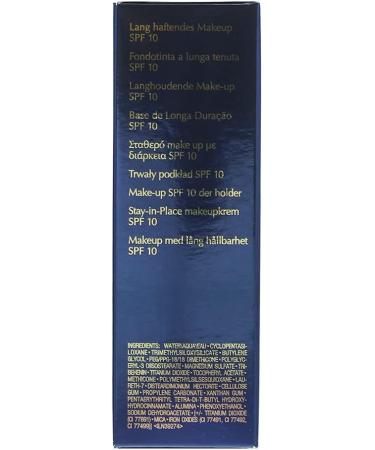 Lang haftendes Makeup
SPF 10
Fondotinta a lunga tenuta
SPF 10
Langhoudende Make-up
SPF 10
Base de Longa Duração
SPF 10
Σταθερό make up με
διάρκεια SPF 10
Trwały podkład SPF 10
Make-up SPF 10 der holder
Stay-in-Place makeupkrem
SPF 10
Makeup med lång hållbarhet
SPF 10
INGREDIENTS: WATER\AQUA\EAU • CYCLOPENTASI-
LOXANE • TRIMETHYLSILOXYSILICATE • BUTYLENE
GLYCOL • PEG/PPG-18/18 DIMETHICONE • POLYGLYC-
ERYL-3 DIISOSTEARATE • MAGNESIUM SULFATE • TRI-
BEHENIN • TITANIUM DIOXIDE • TOCOPHERYL ACETATE •
METHICONE • POLYMETHYLSILSESQUIOXANE • LAU-
RETH-7 • DISTEARDIMONIUM HECTORITE • CELLULOSE
GUM • PROPYLENE CARBONATE • XANTHAN GUM •
PENTAERYTHRITYL TETRA-DI-T-BUTYL HYDROXY-
HYDROCINNAMATE • ALUMINA • PHENOXYETHANOL •
SODIUM DEHYDROACETATE • [+/- TITANIUM DIOXIDE
(CI 77891) • MICA • IRON OXIDES (CI 77491, CI 77492,
CI 77499)] <ILN39274>